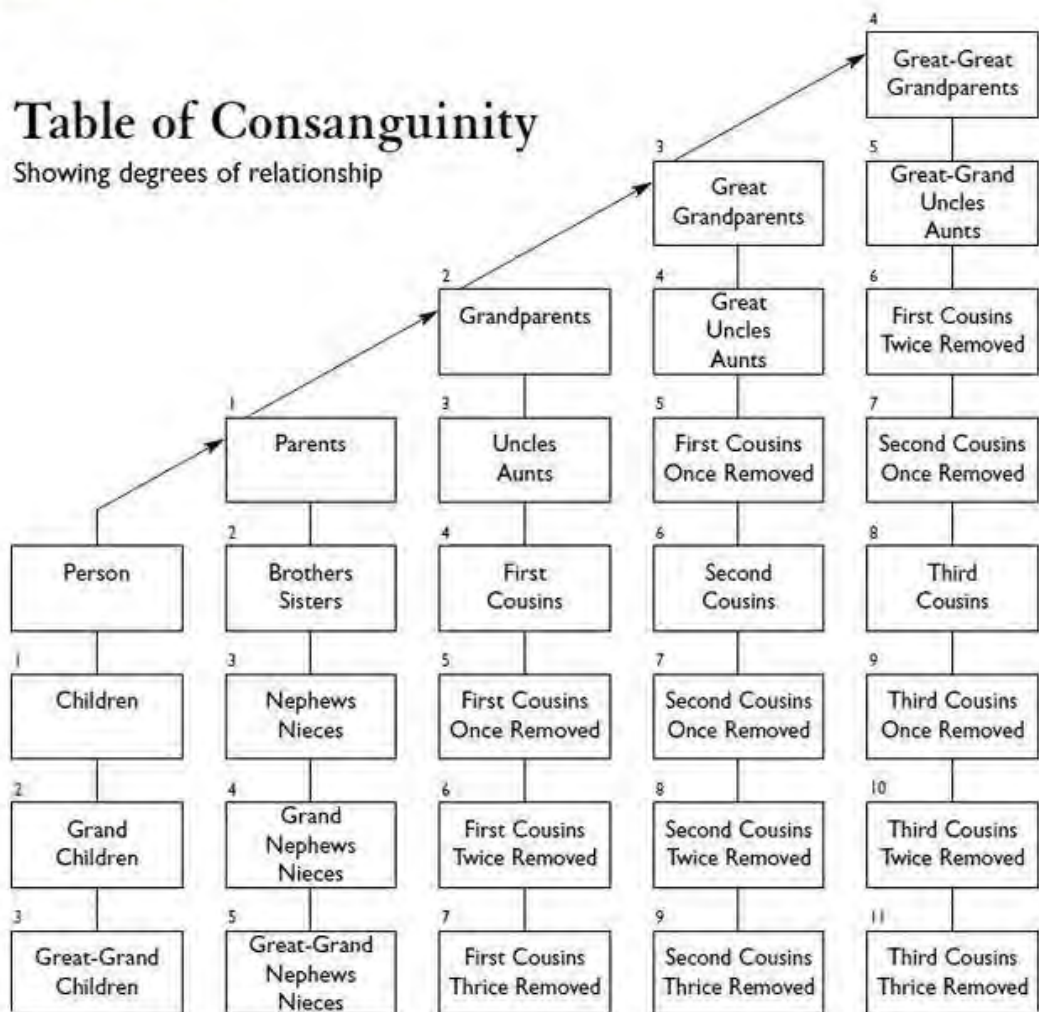 Table of Consanguinity
Showing degrees of relationship
4
Great-Great
Grandparents
3
Great
Grandparents
5
Great-Grand
Uncles
Aunts
2
Grandparents
4
Great
Uncles
Aunts
6
First Cousins
Twice Removed
1
Parents
3
Uncles
Aunts
5
First Cousins
Once Removed
7
Second Cousins
Once Removed
Person
2
Brothers
Sisters
4
First
Cousins
6
Second
Cousins
8
Third
Cousins
1
Children
3
Nephews
Nieces
5
First Cousins
Once Removed
7
Second Cousins
Once Removed
9
Third Cousins
Once Removed
2
Grand
Children
4
Grand
Nephews
Nieces
6
First Cousins
Twice Removed
8
Second Cousins
Twice Removed
10
Third Cousins
Twice Removed
3
Great-Grand
Children
5
Great-Grand
Nephews
Nieces
7
First Cousins
Thrice Removed
9
Second Cousins
Thrice Removed
11
Third Cousins
Thrice Removed